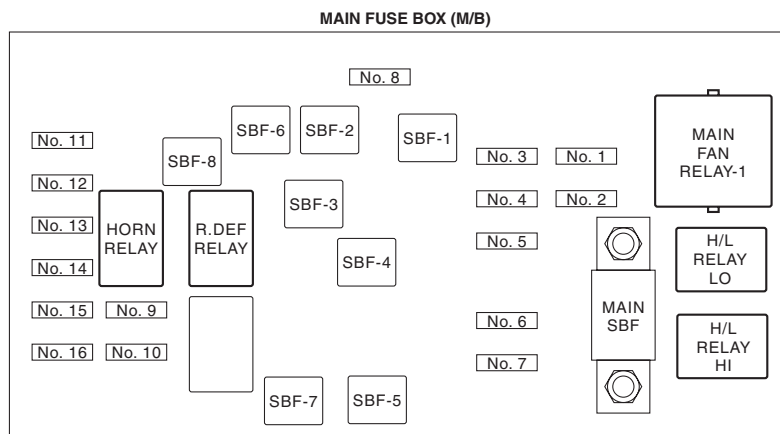 MAIN FUSE BOX (M/B)
No. 8
SBF-6
SBF-2
SBF-1
No. 11
SBF-8
No. 3
No. 1
MAIN
FAN
RELAY-1
No. 12
SBF-3
No. 4
No. 2
No. 13
HORN
RELAY
R.DEF
RELAY
No. 5
H/L
RELAY
LO
No. 14
SBF-4
No. 15
No. 9
No. 6
MAIN
SBF
H/L
RELAY
HI
No. 16
No. 10
No. 7
SBF-7
SBF-5